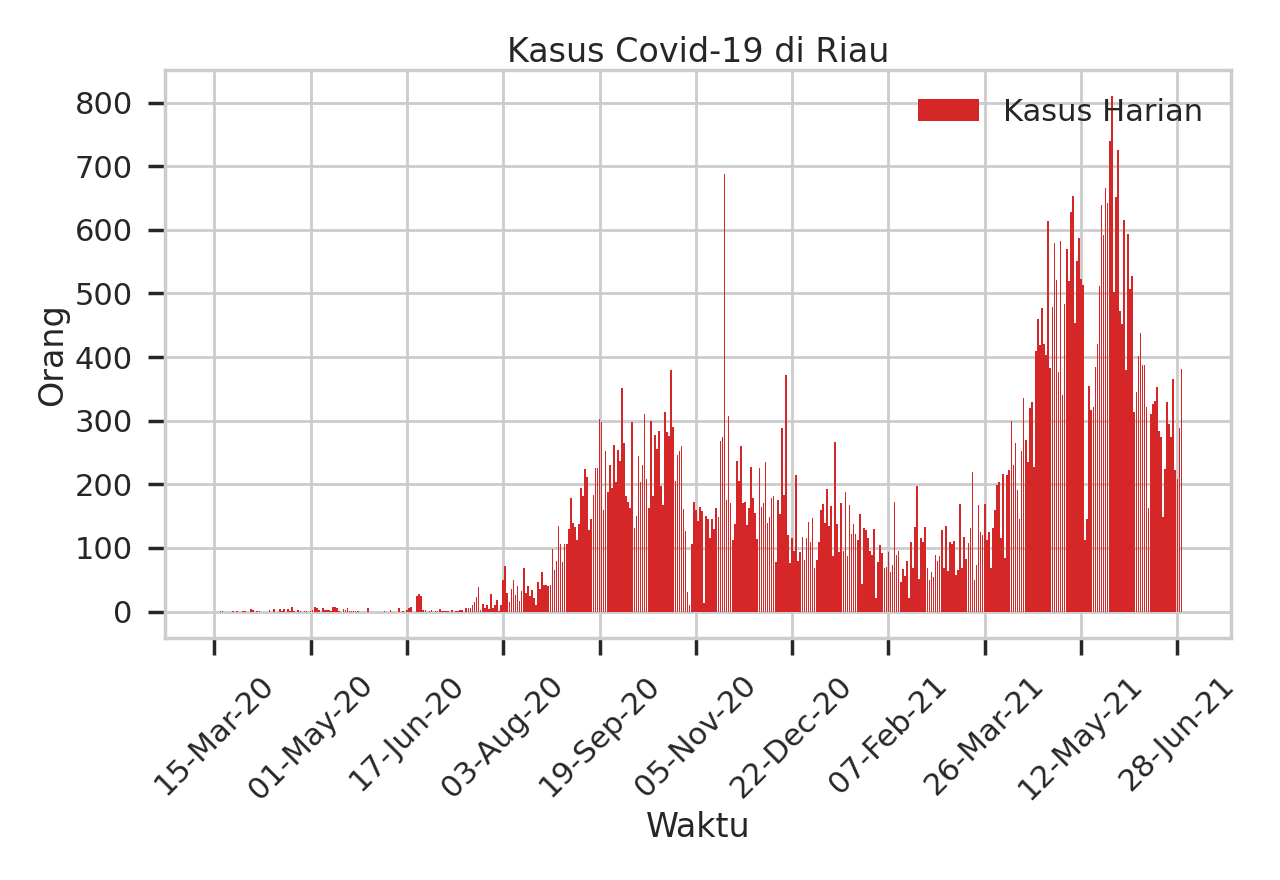 Kasus Covid-19 di Riau
Kasus Harian
800
700
600
500
400
300
200
100
0
Orang
15-Mar-20
01-May-20
17-Jun-20
03-Aug-20
19-Sep-20
05-Nov-20
22-Dec-20
07-Feb-21
26-Mar-21
12-May-21
28-Jun-21
Waktu